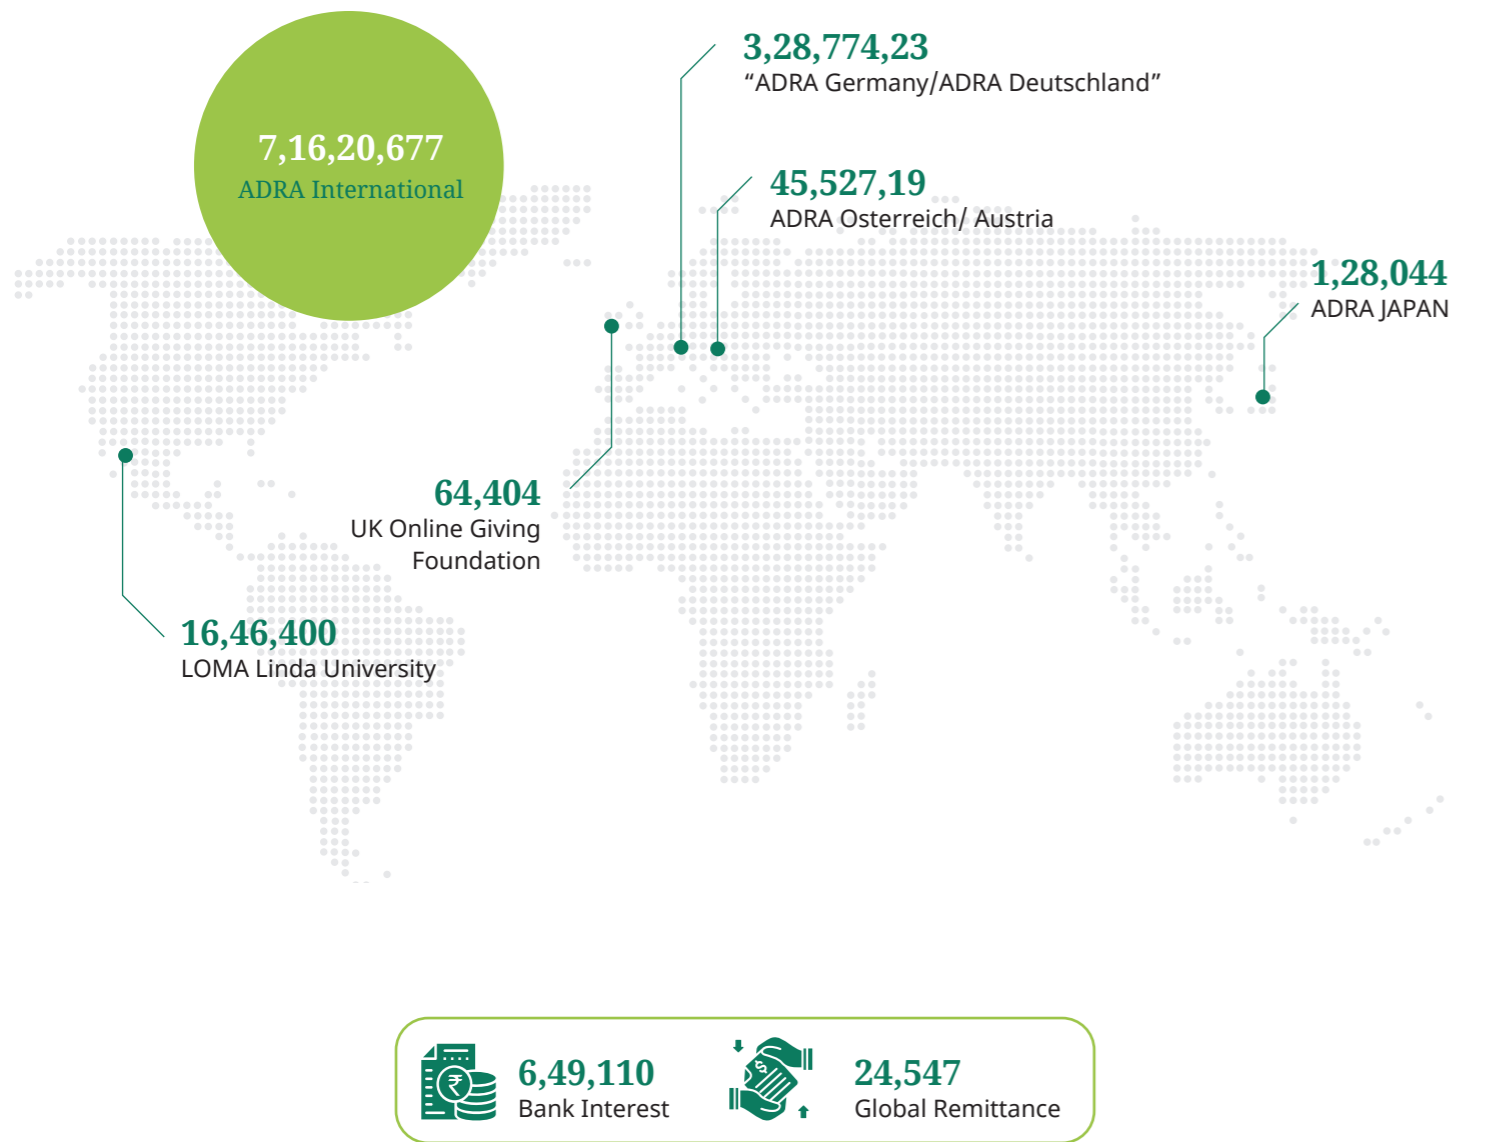 3,28,774,23
“ADRA Germany/ADRA Deutschland”
7,16,20,677
ADRA International
45,527,19
ADRA Osterreich/ Austria
1,28,044
ADRA JAPAN
64,404
UK Online Giving
Foundation
16,46,400
LOMA Linda University
₹
6,49,110
Bank Interest
$
24,547
Global Remittance